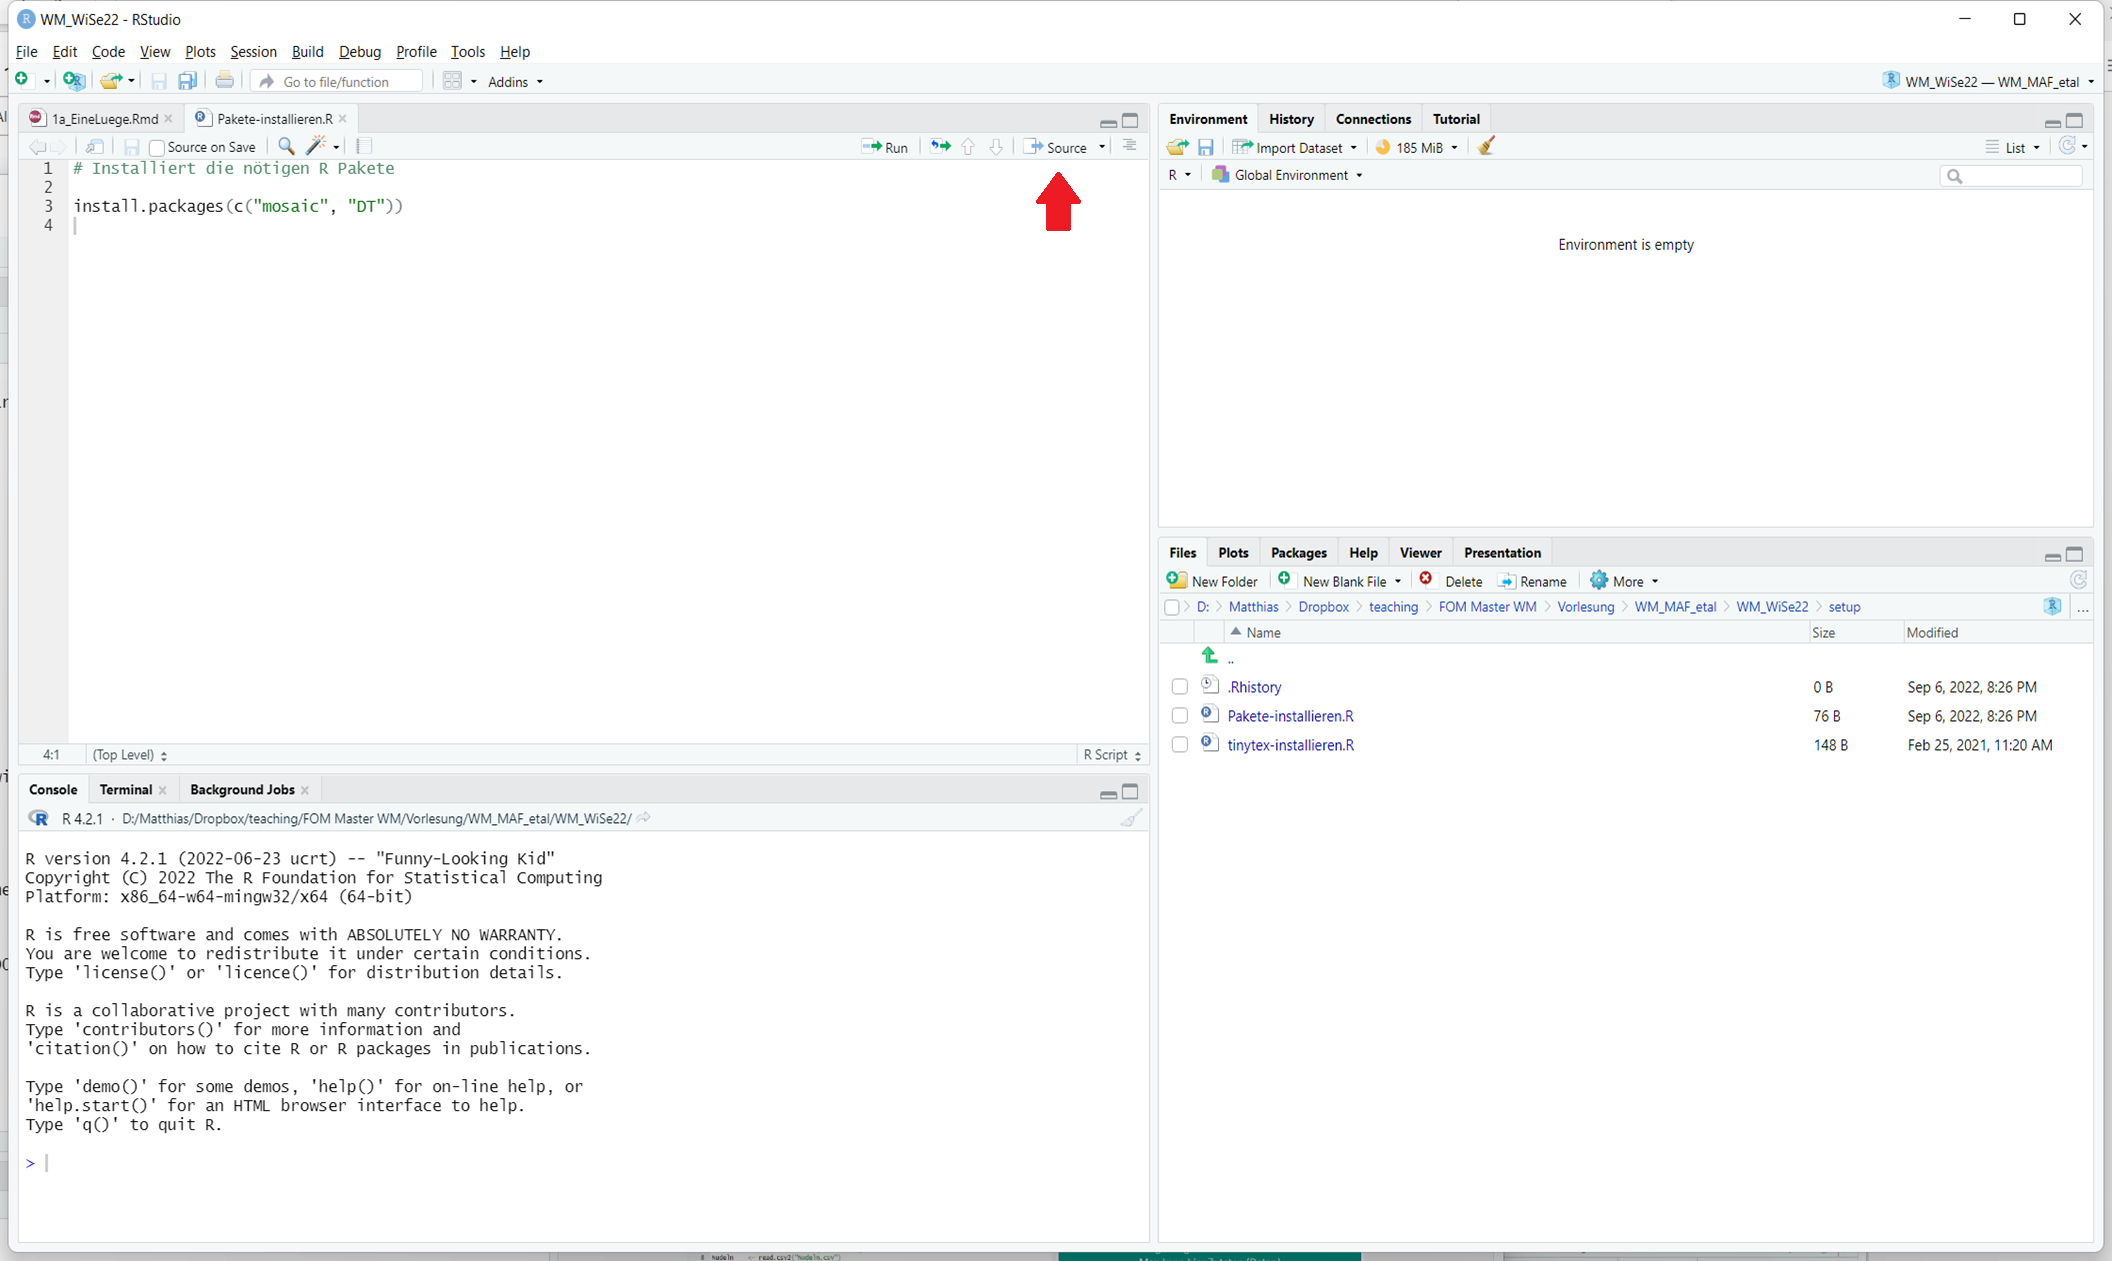 WM_WiSe22 - RStudio
File Edit Code View Plots Session Build Debug Profile Tools Help
Go to file/function Addins WM_WiSe22 — WM_MAF_etal
1a_EineLuege.Rmd Pakete-installieren.R
Source on Save Run Source
1 # Installiert die nötigen R Pakete
2
3 install.packages(c("mosaic", "DT"))
4
4:1 (Top Level) R Script
Console Terminal Background Jobs
R 4.2.1 · D:/Matthias/Dropbox/teaching/FOM Master WM/Vorlesung/WM_MAF_etal/WM_WiSe22/
R version 4.2.1 (2022-06-23 ucrt) -- "Funny-Looking Kid"
Copyright (C) 2022 The R Foundation for Statistical Computing
Platform: x86_64-w64-mingw32/x64 (64-bit)
R is free software and comes with ABSOLUTELY NO WARRANTY.
You are welcome to redistribute it under certain conditions.
Type 'license()' or 'licence()' for distribution details.
R is a collaborative project with many contributors.
Type 'contributors()' for more information and
'citation()' on how to cite R or R packages in publications.
Type 'demo()' for some demos, 'help()' for on-line help, or
'help.start()' for an HTML browser interface to help.
Type 'q()' to quit R.
>
Environment History Connections Tutorial
Import Dataset 185 MiB List
R Global Environment
Environment is empty
Files Plots Packages Help Viewer Presentation
New Folder New Blank File Delete Rename More
D: Matthias Dropbox teaching FOM Master WM Vorlesung WM_MAF_etal WM_WiSe22 setup ...
Name Size Modified
..
.Rhistory 0 B Sep 6, 2022, 8:26 PM
Pakete-installieren.R 76 B Sep 6, 2022, 8:26 PM
tinytex-installieren.R 148 B Feb 25, 2021, 11:20 AM